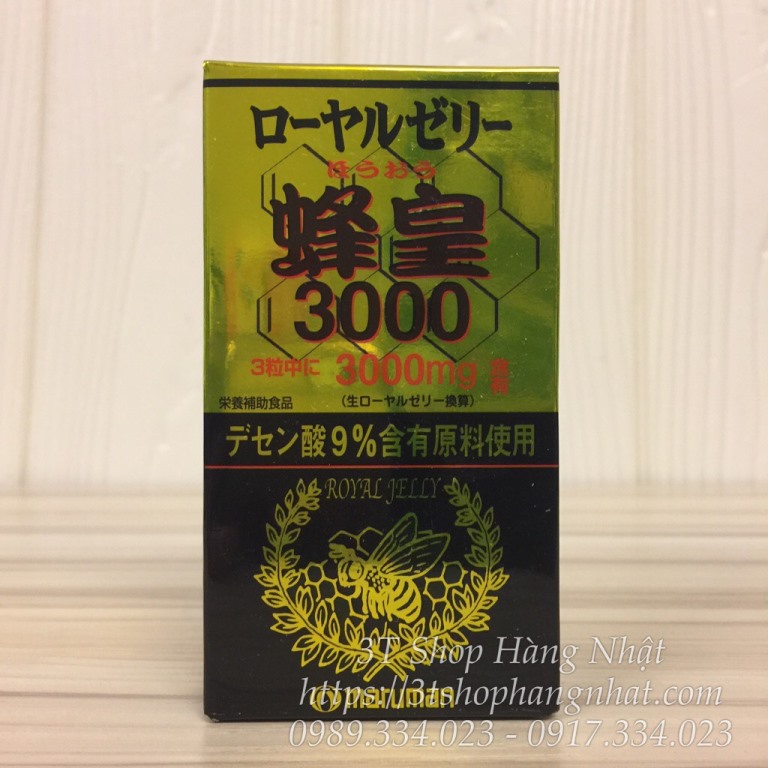 ローヤルゼリー
ほうおう
蜂皇
3000
3粒中に 3000mg 含有
栄養補助食品 (生ローヤルゼリー換算)
デセン酸9%含有原料使用
ROYAL JELLY
maruman
3T Shop Hàng Nhật
https://3tshophangnhat.com
0989.334.023 - 0917.334.023